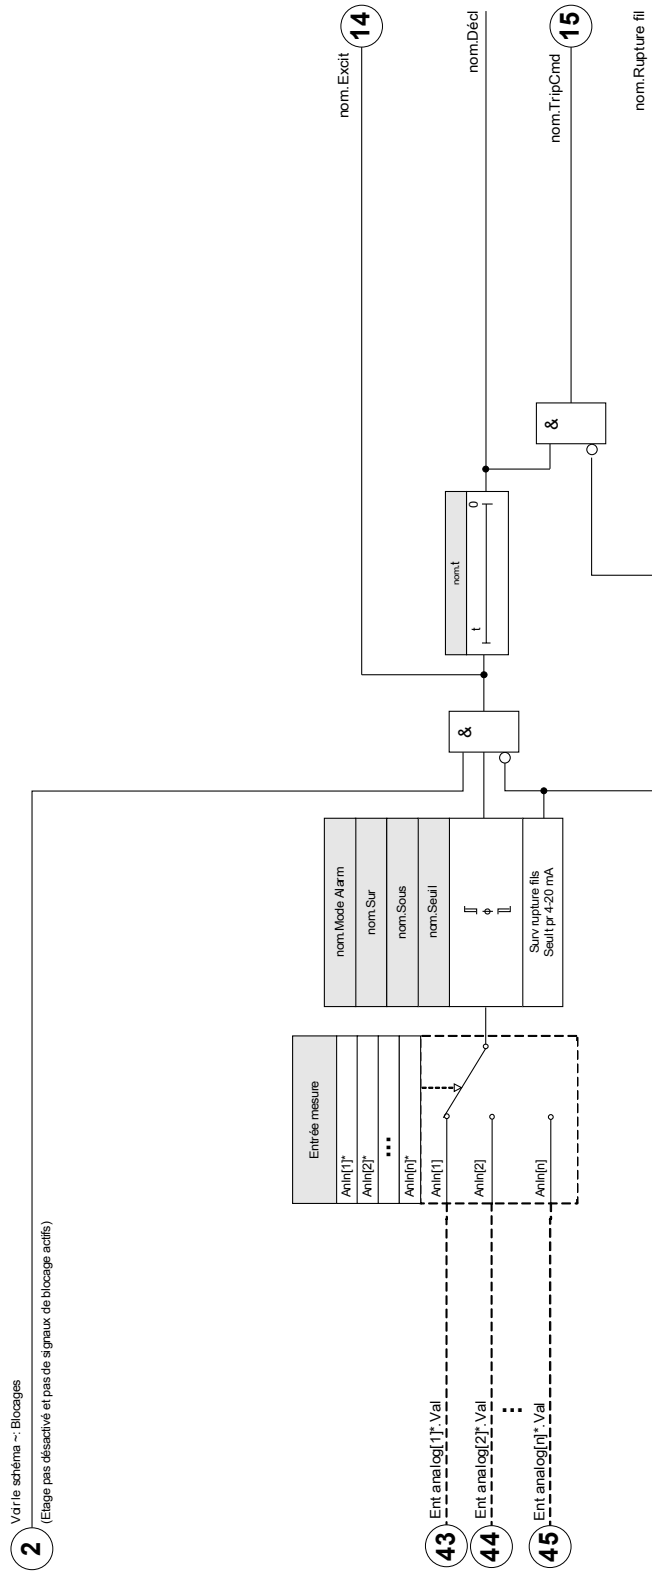 2
Voir le schéma ~: Blocages
(Etage pas désactivé et pas de signaux de blocage actifs)
43
Ent analog[1]*.Val
44
Ent analog[2]*.Val
...
45
Ent analog[n]*.Val
Entrée mesure
AnIn[1]*
AnIn[2]*
...
AnIn[n]*
AnIn[1]
AnIn[2]
AnIn[n]
nom.Mode Alarm
nom.Sur
nom.Sous
nom.Seuil
φ
Surv rupture fils
Seuil t pr 4-20 mA
&
nom.t
t
0
&
nom.Excit
14
nom.Décl
nom.TripCmd
15
nom.Rupture fil